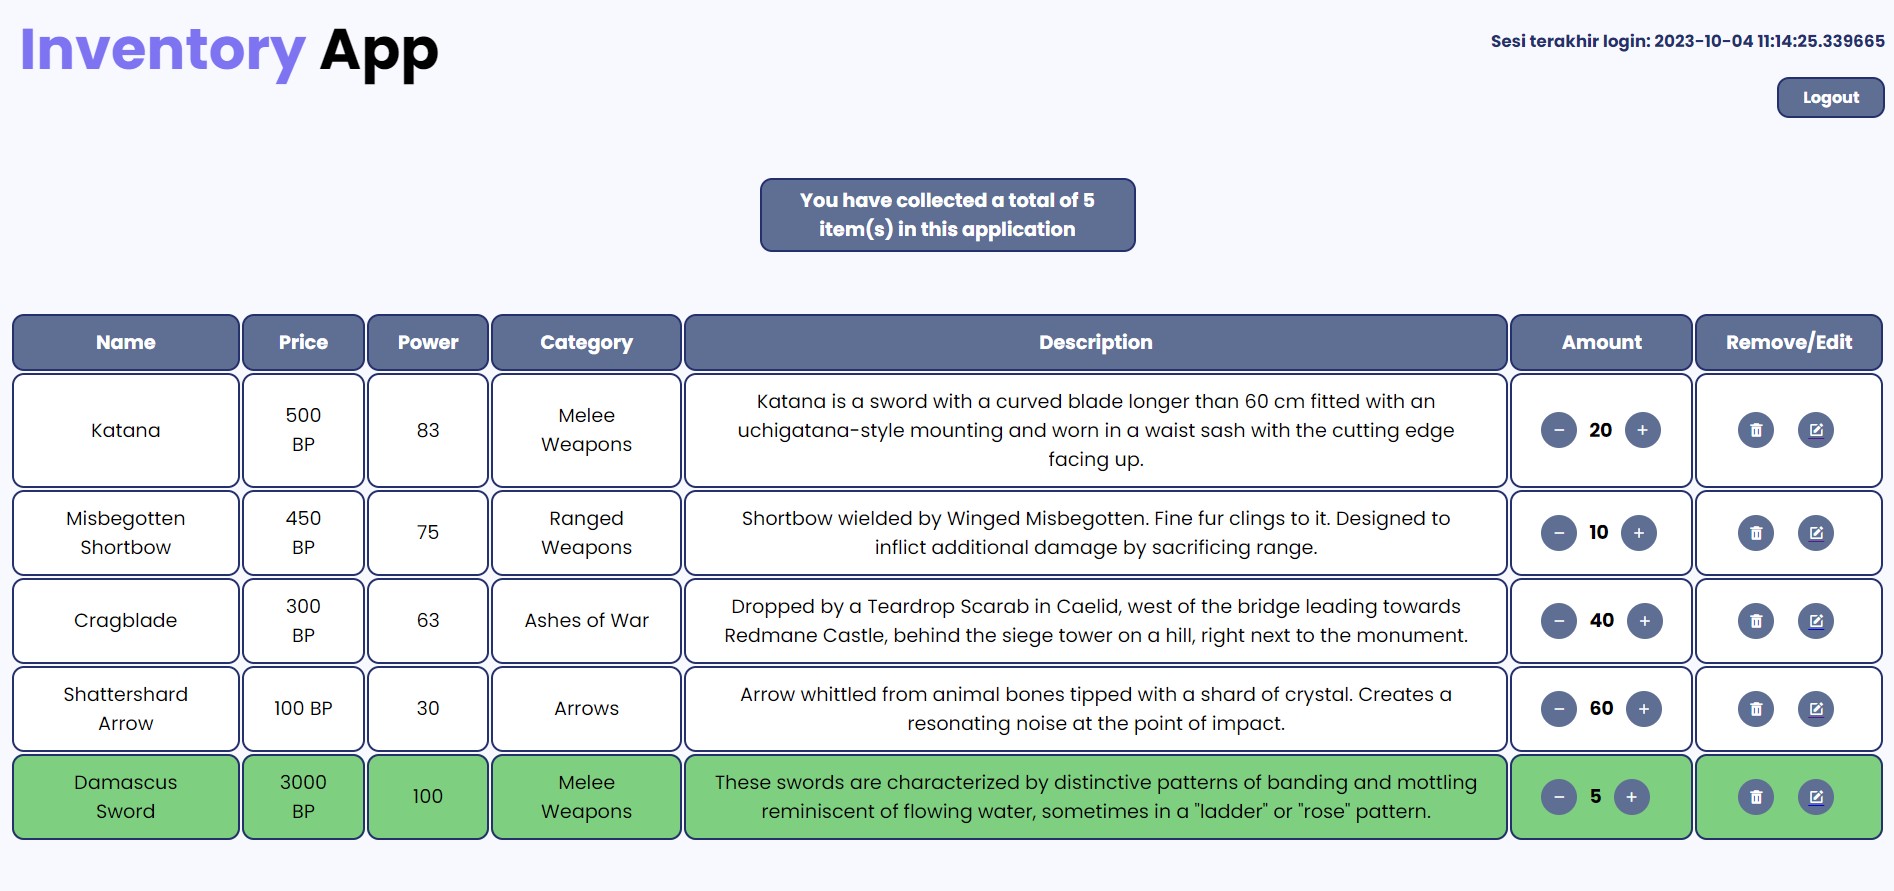 Inventory App
Sesi terakhir login: 2023-10-04 11:14:25.339665
Logout
You have collected a total of 5
item(s) in this application
Name Price Power Category Description Amount Remove/Edit
Katana
500
BP
83
Melee
Weapons
Katana is a sword with a curved blade longer than 60 cm fitted with an
uchigatana-style mounting and worn in a waist sash with the cutting edge
facing up.
− 20 +
Misbegotten
Shortbow
450
BP
75
Ranged
Weapons
Shortbow wielded by Winged Misbegotten. Fine fur clings to it. Designed to
inflict additional damage by sacrificing range.
− 10 +
Cragblade
300
BP
63
Ashes of War
Dropped by a Teardrop Scarab in Caelid, west of the bridge leading towards
Redmane Castle, behind the siege tower on a hill, right next to the monument.
− 40 +
Shattershard
Arrow
100 BP
30
Arrows
Arrow whittled from animal bones tipped with a shard of crystal. Creates a
resonating noise at the point of impact.
− 60 +
Damascus
Sword
3000
BP
100
Melee
Weapons
These swords are characterized by distinctive patterns of banding and mottling
reminiscent of flowing water, sometimes in a "ladder" or "rose" pattern.
− 5 +